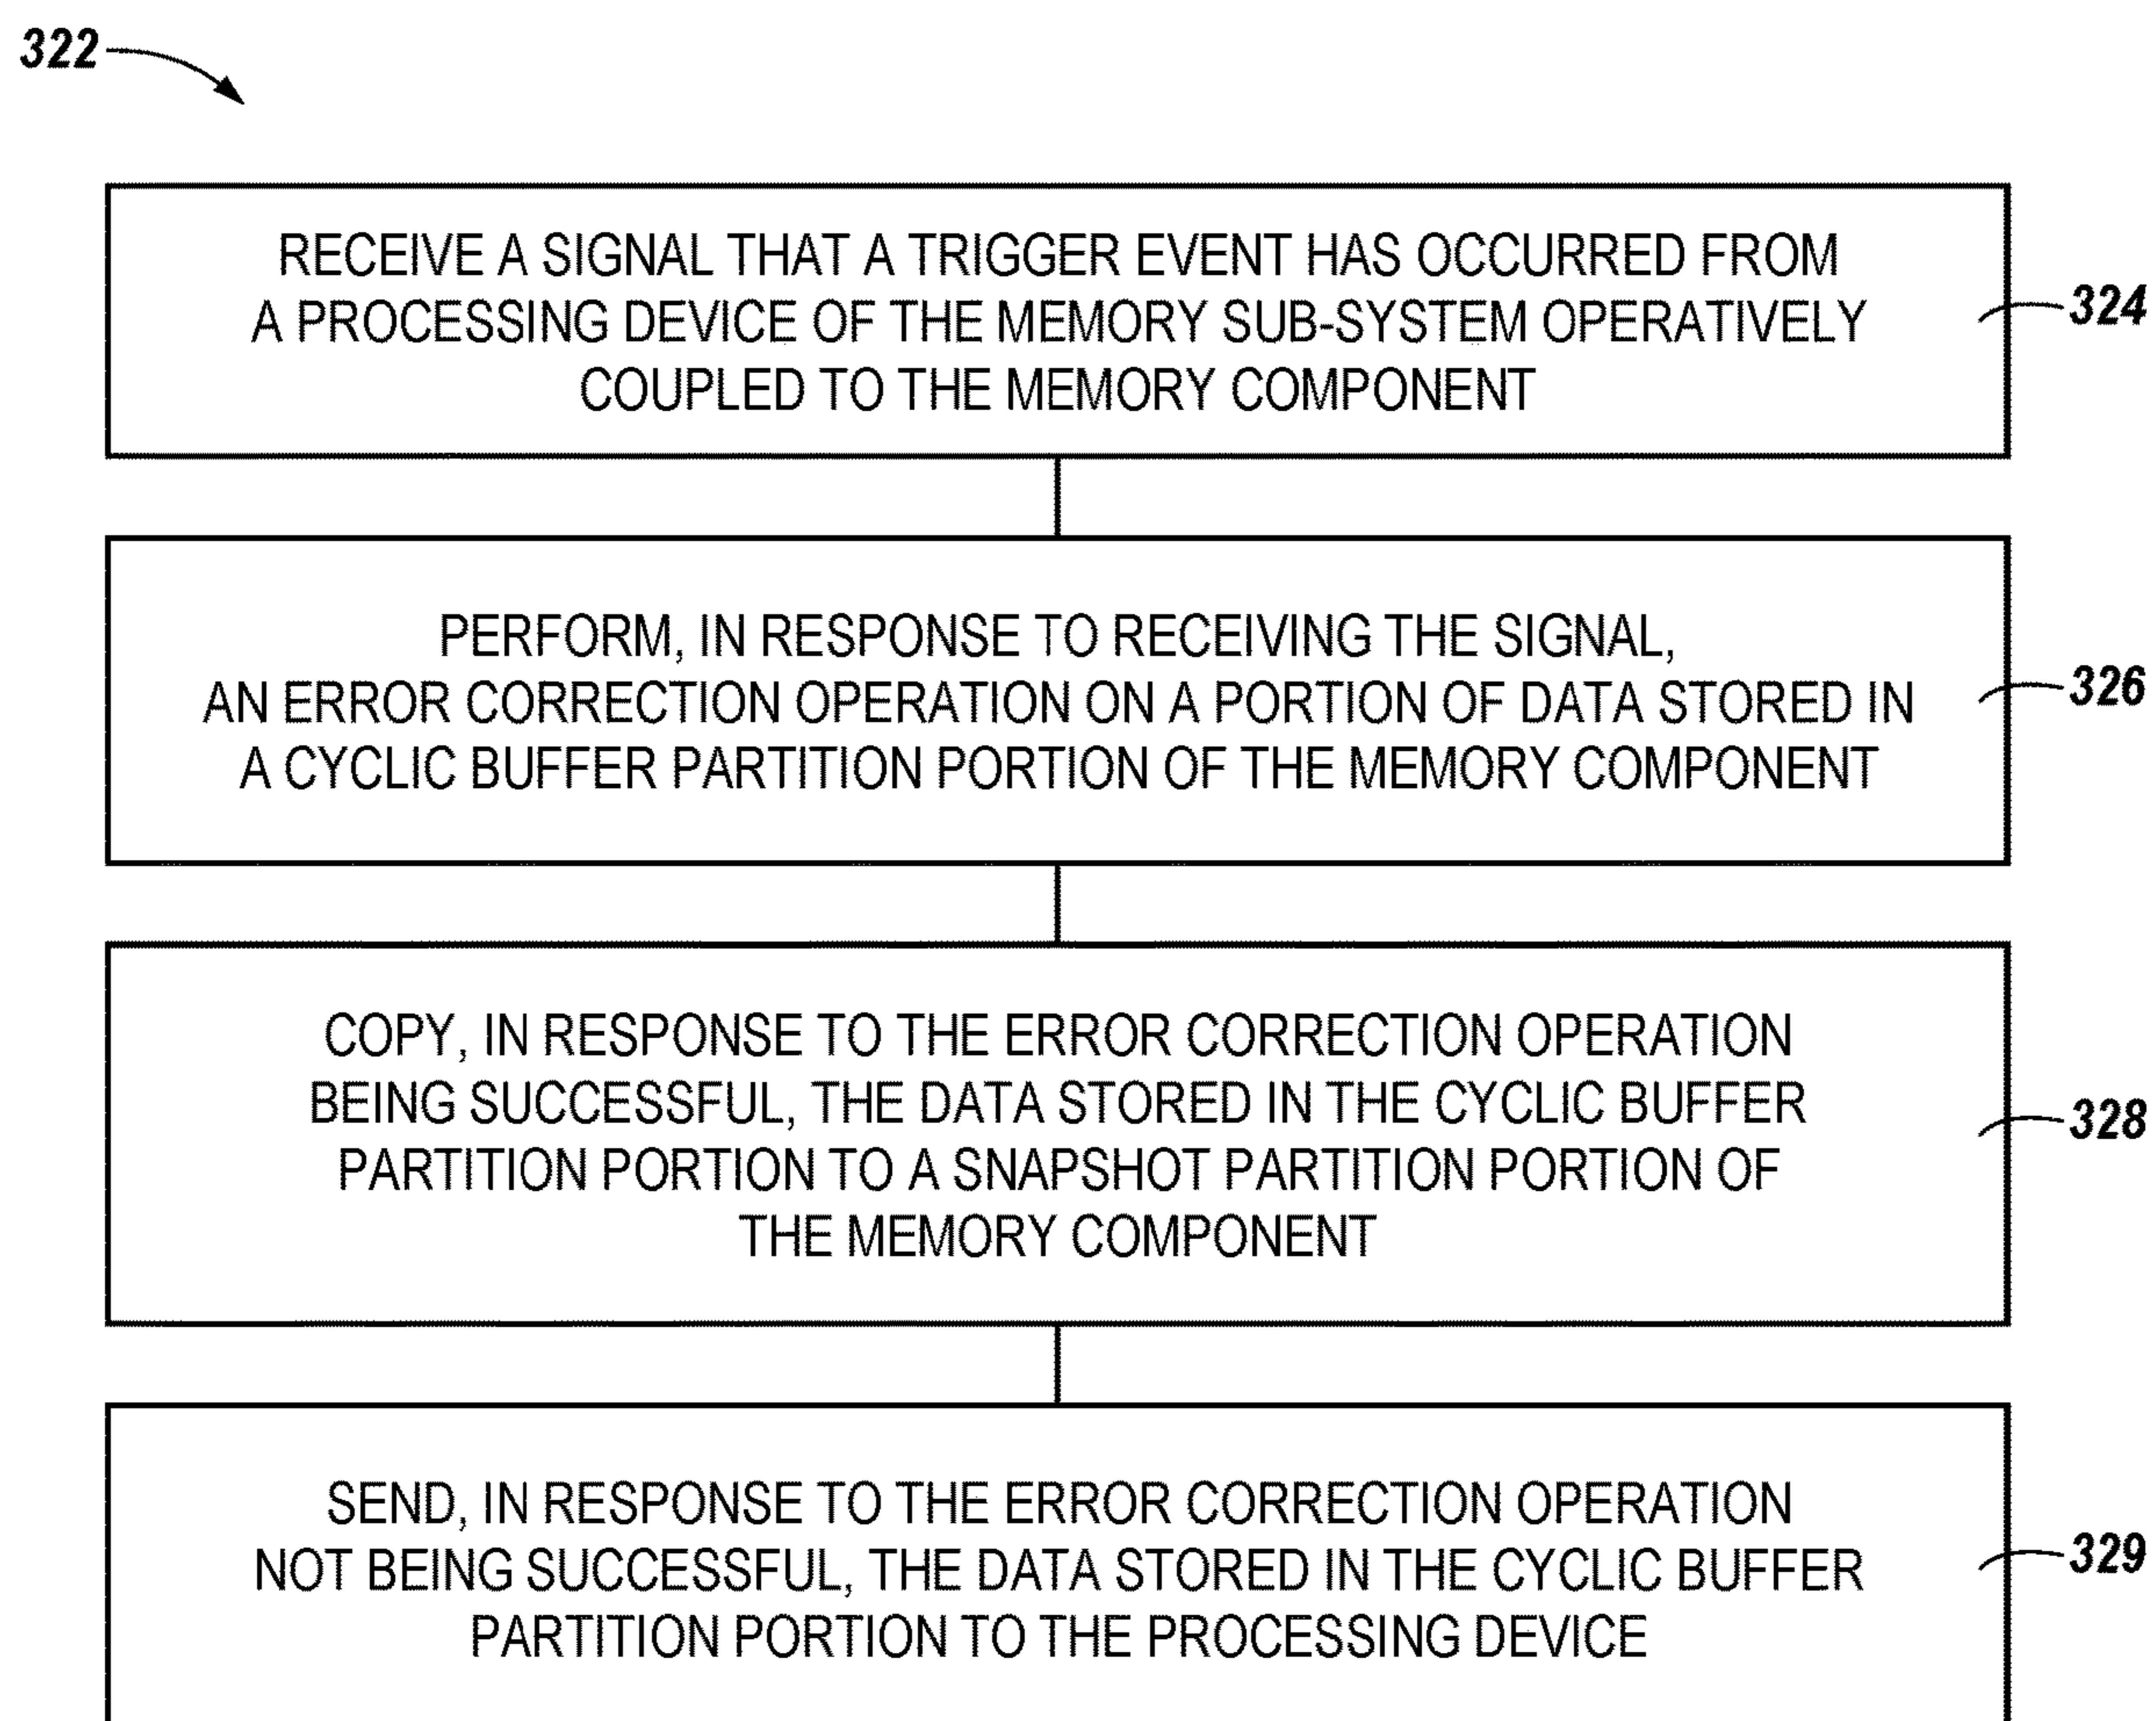 322
RECEIVE A SIGNAL THAT A TRIGGER EVENT HAS OCCURRED FROM
A PROCESSING DEVICE OF THE MEMORY SUB-SYSTEM OPERATIVELY
COUPLED TO THE MEMORY COMPONENT
324
PERFORM, IN RESPONSE TO RECEIVING THE SIGNAL,
AN ERROR CORRECTION OPERATION ON A PORTION OF DATA STORED IN
A CYCLIC BUFFER PARTITION PORTION OF THE MEMORY COMPONENT
326
COPY, IN RESPONSE TO THE ERROR CORRECTION OPERATION
BEING SUCCESSFUL, THE DATA STORED IN THE CYCLIC BUFFER
PARTITION PORTION TO A SNAPSHOT PARTITION PORTION OF
THE MEMORY COMPONENT
328
SEND, IN RESPONSE TO THE ERROR CORRECTION OPERATION
NOT BEING SUCCESSFUL, THE DATA STORED IN THE CYCLIC BUFFER
PARTITION PORTION TO THE PROCESSING DEVICE
329